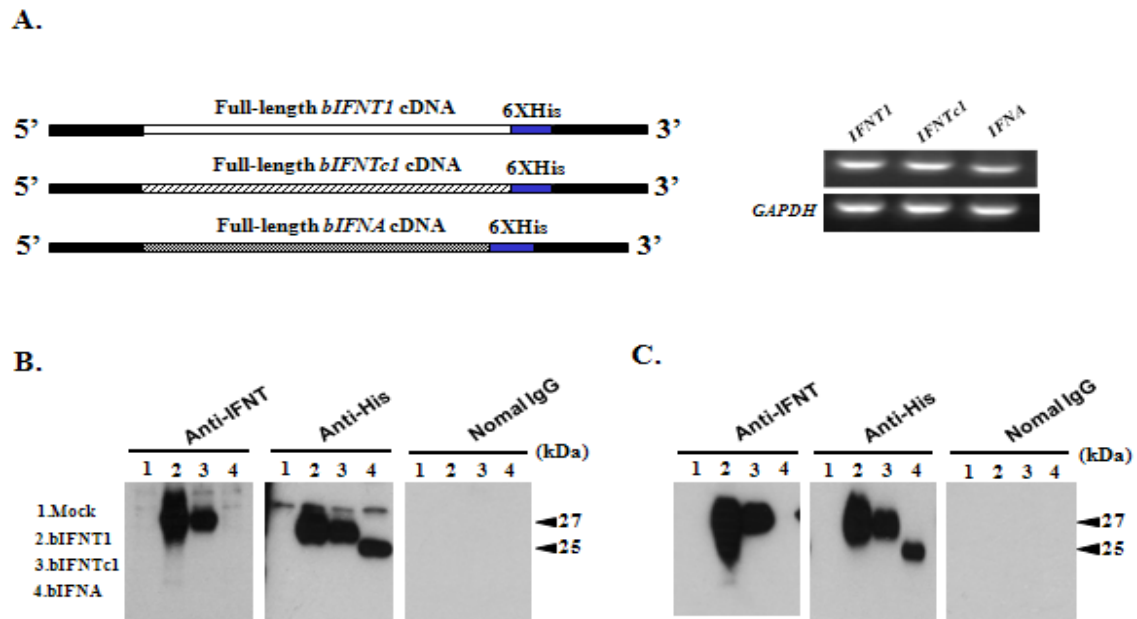 A.
Full-length bIFNT1 cDNA 6XHis
5’ 3’
Full-length bIFNTc1 cDNA 6XHis
5’ 3’
Full-length bIFNA cDNA 6XHis
5’ 3’
IFNT1 IFNTc1 IFNA
GAPDH
B.
Anti-IFNT Anti-His Nomal IgG
1 2 3 4 1 2 3 4 1 2 3 4 (kDa)
1.Mock
2.bIFNT1
3.bIFNTc1
4.bIFNA
27
25
C.
Anti-IFNT Anti-His Nomal IgG
1 2 3 4 1 2 3 4 1 2 3 4 (kDa)
27
25